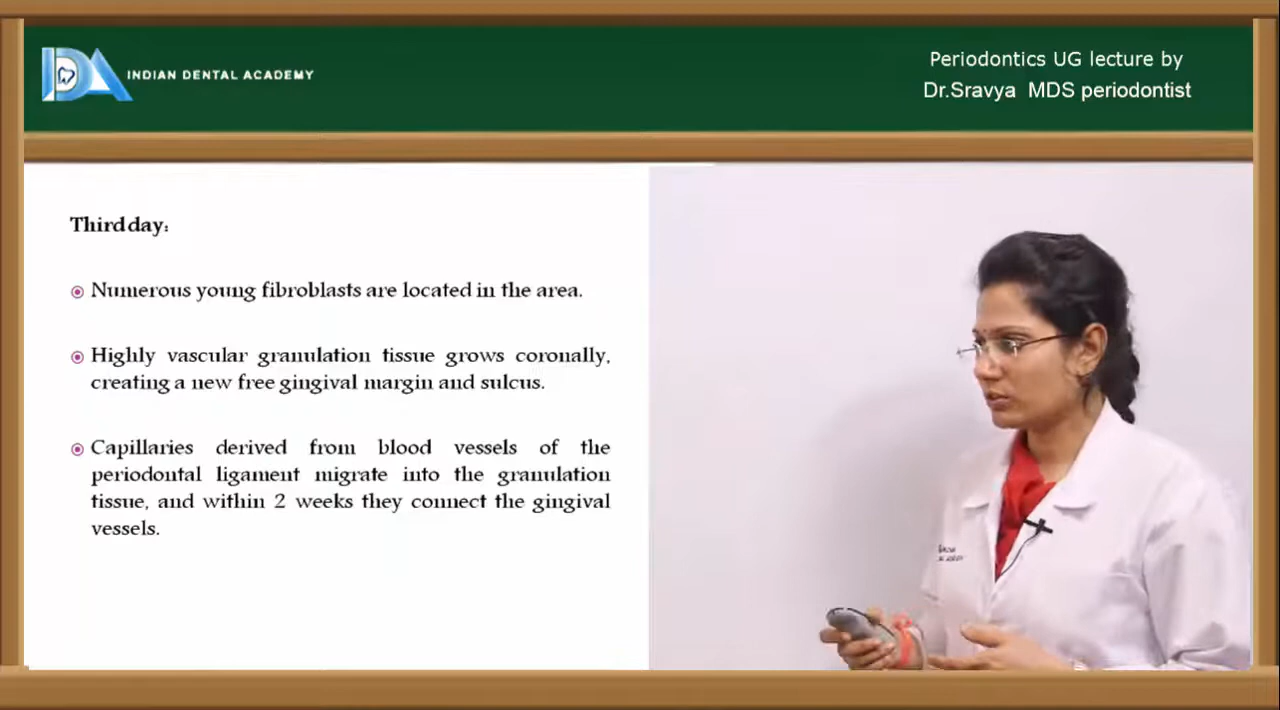 INDIAN DENTAL ACADEMY
Periodontics UG lecture by
Dr.Sravya MDS periodontist
Third day:
Numerous young fibroblasts are located in the area.
Highly vascular granulation tissue grows coronally,
creating a new free gingival margin and sulcus.
Capillaries derived from blood vessels of the
periodontal ligament migrate into the granulation
tissue, and within 2 weeks they connect the gingival
vessels.